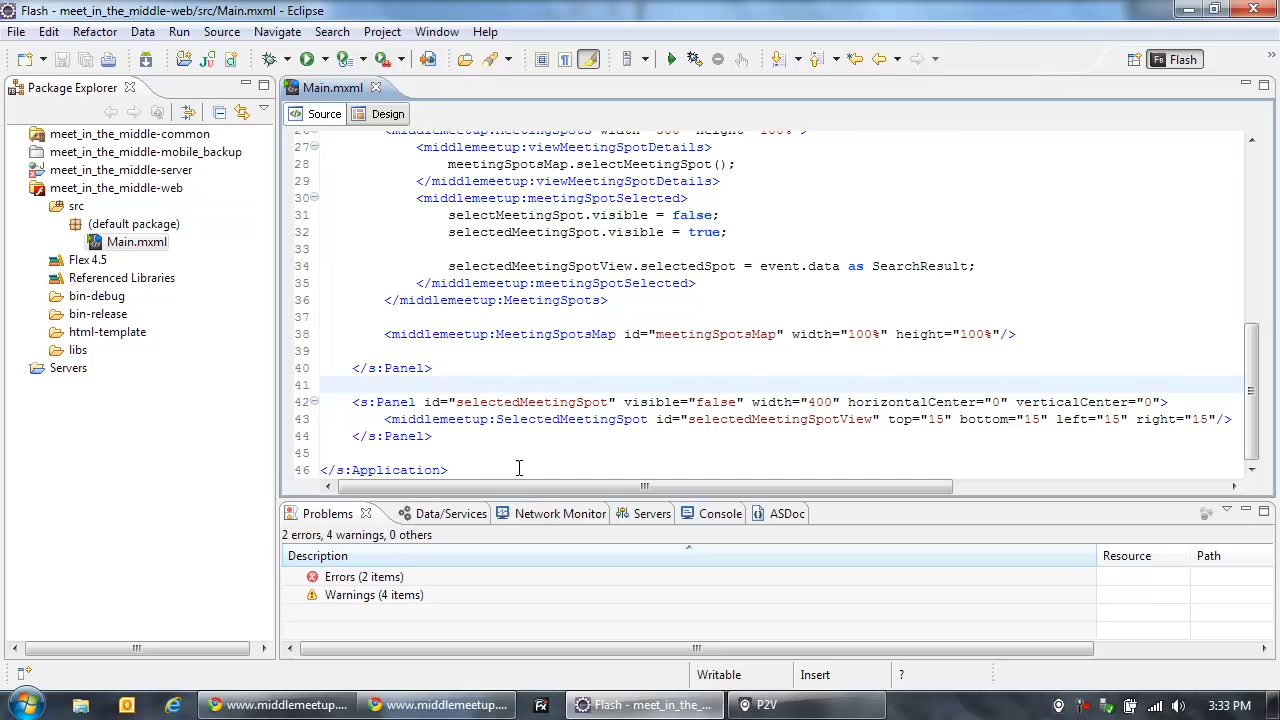 Flash - meet_in_the_middle-web/src/Main.mxml - Eclipse
File Edit Refactor Data Run Source Navigate Search Project Window Help
Fb Flash
Package Explorer
Main.mxml
Source Design
meet_in_the_middle-common
meet_in_the_middle-mobile_backup
meet_in_the_middle-server
meet_in_the_middle-web
src
(default package)
Main.mxml
Flex 4.5
Referenced Libraries
bin-debug
bin-release
html-template
libs
Servers
27 <middlemeetup:viewMeetingSpotDetails>
28 meetingSpotsMap.selectMeetingSpot();
29 </middlemeetup:viewMeetingSpotDetails>
30 <middlemeetup:meetingSpotSelected>
31 selectMeetingSpot.visible = false;
32 selectedMeetingSpot.visible = true;
33
34 selectedMeetingSpotView.selectedSpot = event.data as SearchResult;
35 </middlemeetup:meetingSpotSelected>
36 </middlemeetup:MeetingSpots>
37
38 <middlemeetup:MeetingSpotsMap id="meetingSpotsMap" width="100%" height="100%"/>
39
40 </s:Panel>
41
42 <s:Panel id="selectedMeetingSpot" visible="false" width="400" horizontalCenter="0" verticalCenter="0">
43 <middlemeetup:SelectedMeetingSpot id="selectedMeetingSpotView" top="15" bottom="15" left="15" right="15"/>
44 </s:Panel>
45
46 </s:Application>
Problems Data/Services Network Monitor Servers Console ASDoc
2 errors, 4 warnings, 0 others
Description Resource Path
Errors (2 items)
Warnings (4 items)
Writable Insert ?
www.middlemeetup.... www.middlemeetup.... Flash - meet_in_the_... P2V 3:33 PM